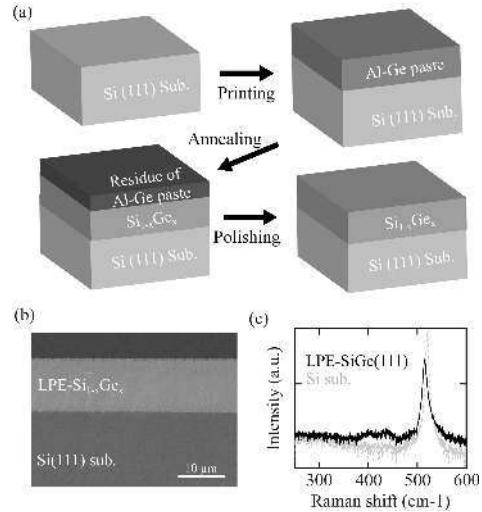 (a)
Si (111) Sub.
Printing
Al-Ge paste
Si (111) Sub.
Annealing
Residue of
Al-Ge paste
Si₁₋ₓGeₓ
Si (111) Sub.
Polishing
Si₁₋ₓGeₓ
Si (111) Sub.
(b)
LPE-Si₁₋ₓGeₓ
Si(111) sub.
10 μm
(c)
Intensity (a.u.)
LPE-SiGe(111)
Si sub.
300 400 500 600
Raman shift (cm-1)